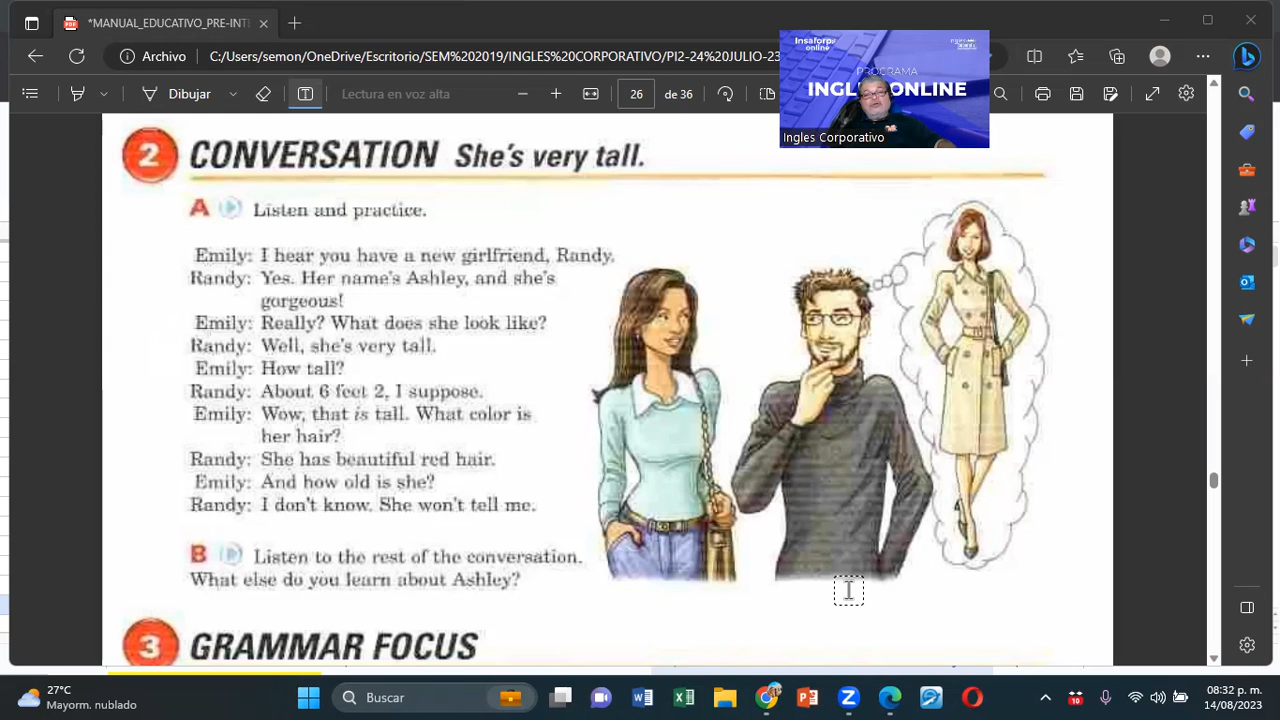 *MANUAL_EDUCATIVO_PRE-INT
Archivo
C:/Users/semon/OneDrive/Escritorio/SEM%202019/INGLES%20CORPORATIVO/PI2-24%20JULIO-23
Dibujar
Lectura en voz alta
26
de 36
Insaforp
online
PROGRAMA
INGLÉS ONLINE
Ingles Corporativo
2 CONVERSATION She's very tall.
A Listen and practice.
Emily: I hear you have a new girlfriend, Randy.
Randy: Yes. Her name's Ashley, and she's
gorgeous!
Emily: Really? What does she look like?
Randy: Well, she's very tall.
Emily: How tall?
Randy: About 6 feet 2, I suppose.
Emily: Wow, that is tall. What color is
her hair?
Randy: She has beautiful red hair.
Emily: And how old is she?
Randy: I don't know. She won't tell me.
B Listen to the rest of the conversation.
What else do you learn about Ashley?
3 GRAMMAR FOCUS
27°C
Mayorm. nublado
Buscar
10
08:32 p. m.
14/08/2023